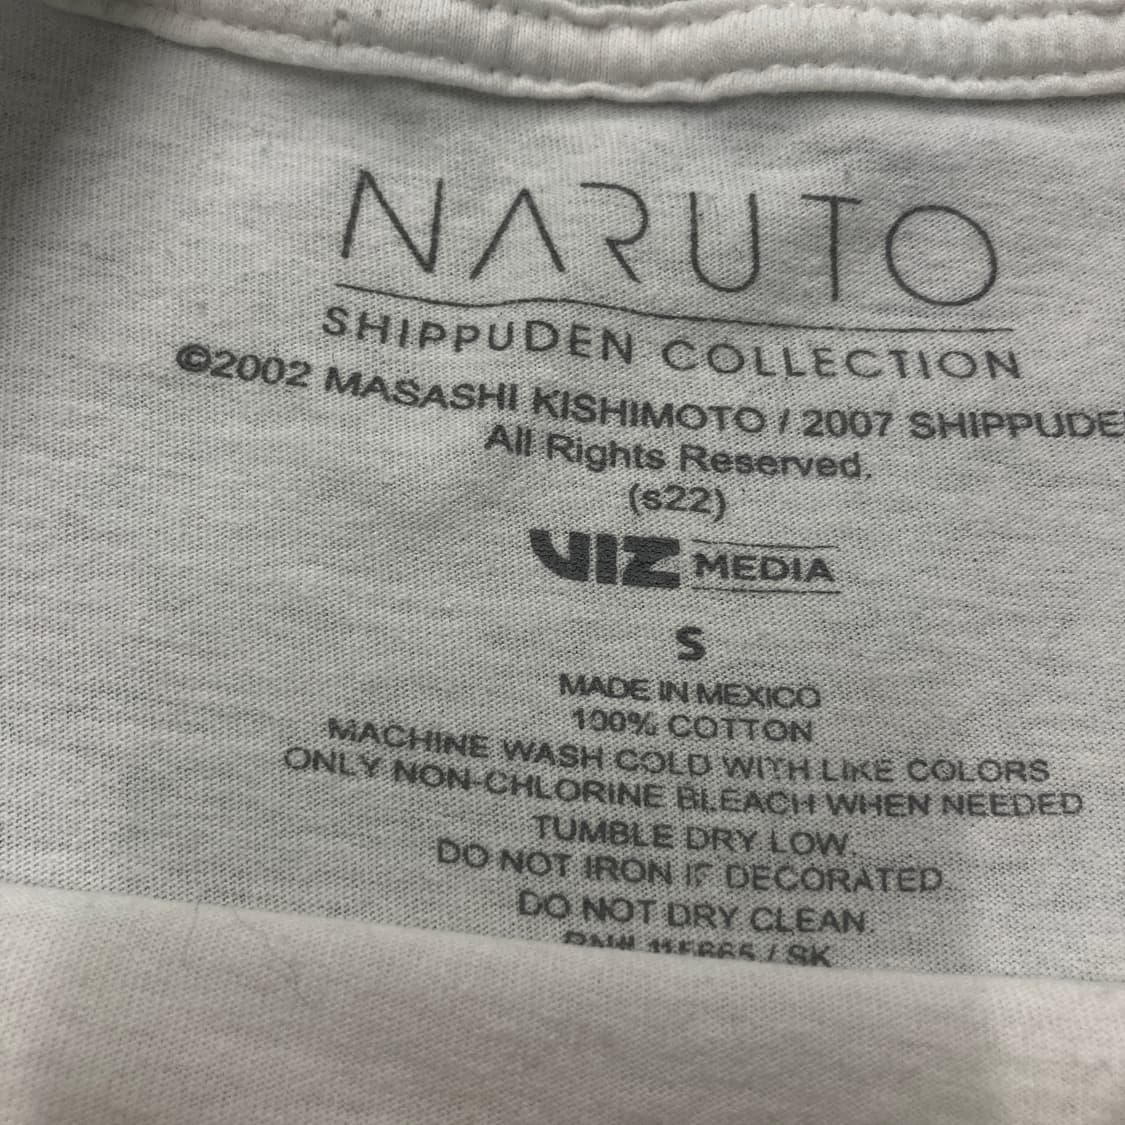 NARUTO
SHIPPUDEN COLLECTION
©2002 MASASHI KISHIMOTO / 2007 SHIPPUDE
All Rights Reserved.
(s22)
VIZ MEDIA
S
MADE IN MEXICO
100% COTTON
MACHINE WASH COLD WITH LIKE COLORS
ONLY NON-CHLORINE BLEACH WHEN NEEDED
TUMBLE DRY LOW.
DO NOT IRON IF DECORATED.
DO NOT DRY CLEAN.
/ SK